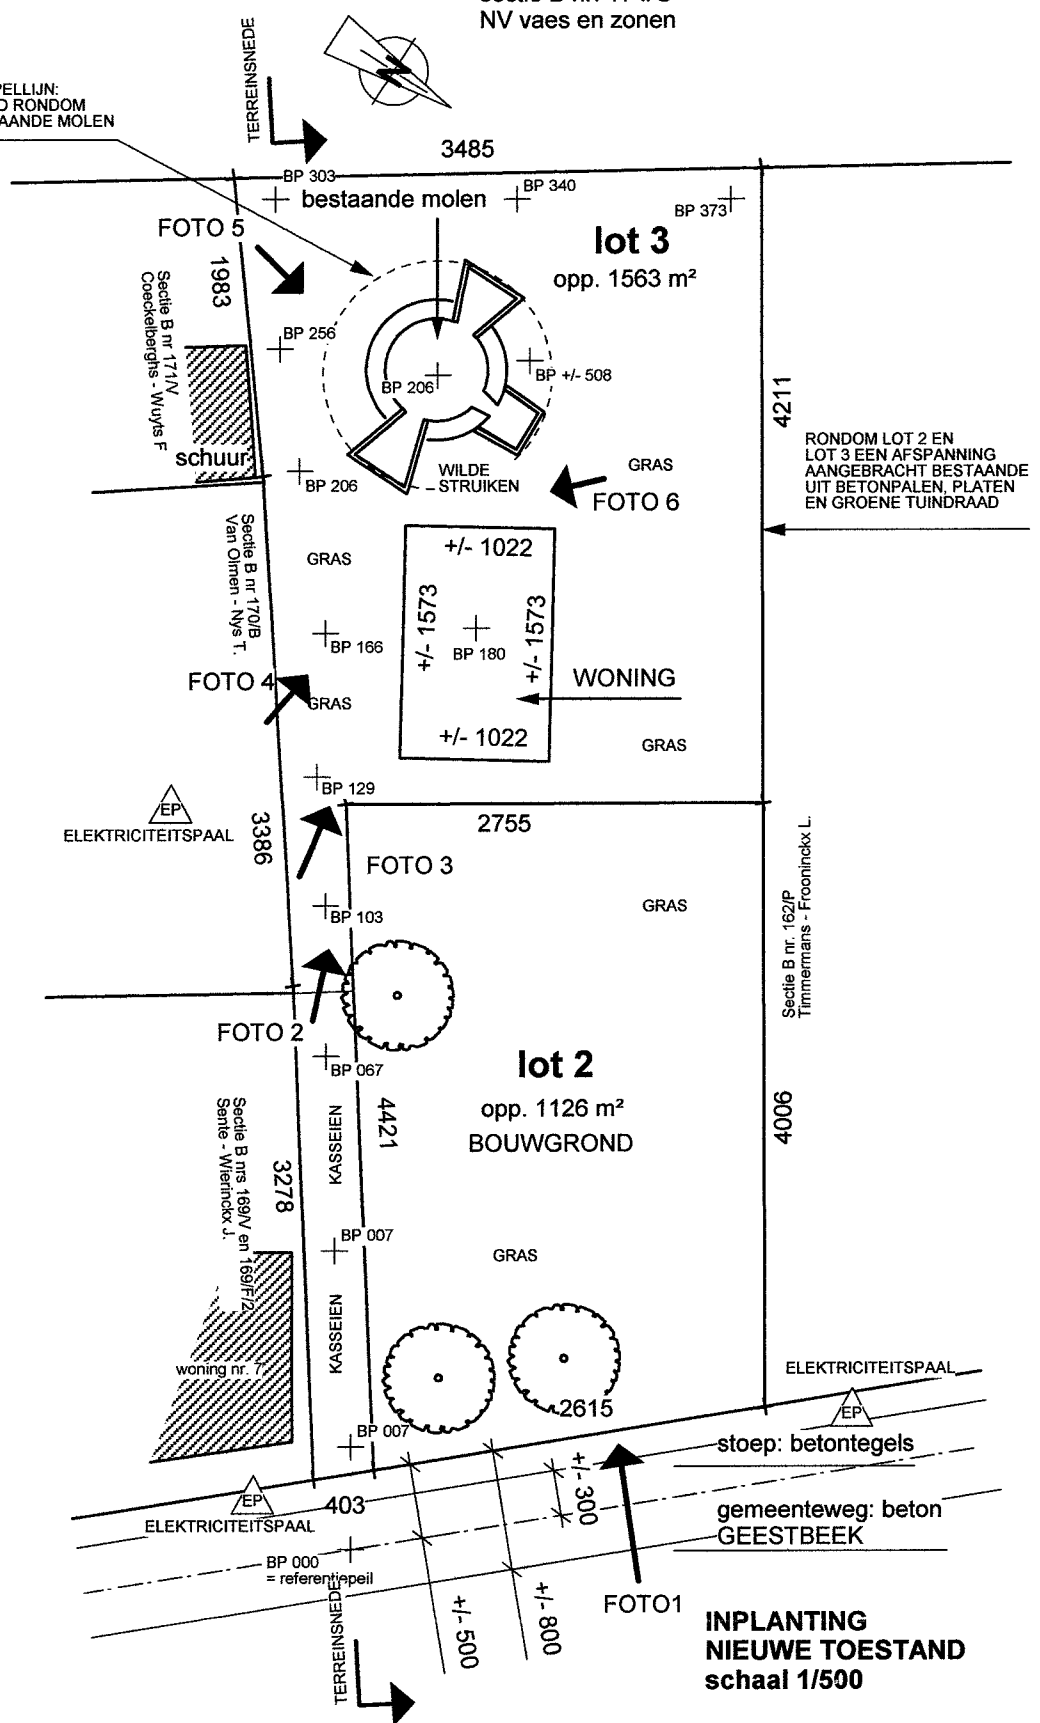 NV vaes en zonen
TERREINSNEDE
N
RONDOM
MOLEN
3485
BP 303
BP 340
bestaande molen
BP 373
FOTO 5
lot 3
opp. 1563 m²
1983
Sectie B nr 171/V
Coeckelberghs - Wuyts F
BP 256
BP 206
BP +/- 508
4211
schuur
BP 206
WILDE
STRUIKEN
GRAS
FOTO 6
RONDOM LOT 2 EN
LOT 3 EEN AFSPANNING
AANGEBRACHT BESTAANDE
UIT BETONPALEN, PLATEN
EN GROENE TUINDRAAD
Sectie B nr 170/B
Van Olmen - Nys T.
GRAS
+/- 1022
+/- 1573
+/- 1573
BP 166
BP 180
FOTO 4
WONING
GRAS
+/- 1022
GRAS
BP 129
EP
ELEKTRICITEITSPAAL
3386
2755
FOTO 3
BP 103
GRAS
Sectie B nr. 162/P
Timmermans - Frooninckx L.
FOTO 2
BP 067
lot 2
opp. 1126 m²
BOUWGROND
KASSEIEN
4421
4006
Sectie B nrs 169/V en 169/F/2
Sente - Wierinckx J.
3278
BP 007
GRAS
KASSEIEN
woning nr. 7
ELEKTRICITEITSPAAL
EP
2615
BP 007
stoep: betontegels
EP
403
ELEKTRICITEITSPAAL
+/- 300
gemeenteweg: beton
GEESTBEEK
BP 000
= referentiepeil
TERREINSNEDE
+/- 500
+/- 800
FOTO1
INPLANTING
NIEUWE TOESTAND
schaal 1/500